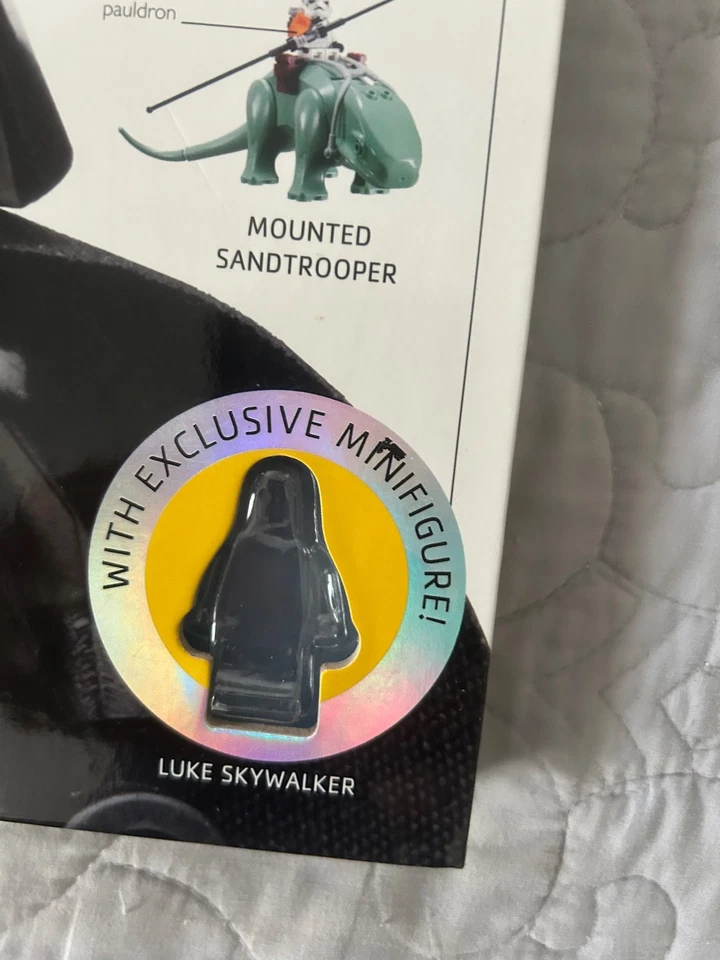 pauldron
MOUNTED
SANDTROOPER
WITH EXCLUSIVE MINIFIGURE!
LUKE SKYWALKER